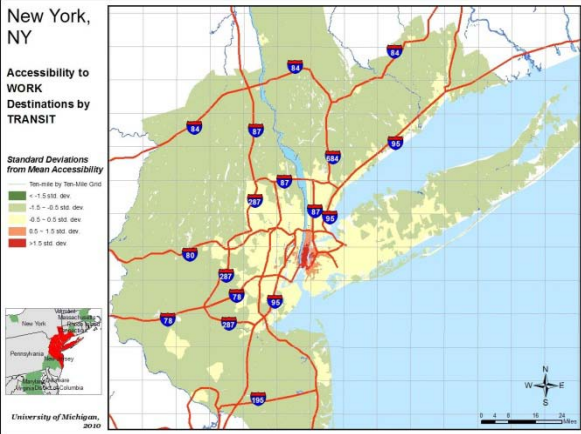 New York,
NY
Accessibility to
WORK
Destinations by
TRANSIT
Standard Deviations
from Mean Accessibility
Ten-mile by Ten-Mile Grid
< -1.5 std. dev.
-1.5 - -0.5 std. dev.
-0.5 - 0.5 std. dev.
0.5 - 1.5 std. dev.
>1.5 std. dev.
84
84
84
87
95
684
87
287
87
95
80
287
78
95
78
287
195
New York
Massachusetts
Pennsylvania
New Jersey
University of Michigan,
2010
N
W E
S
0 4 8 16 24
Miles